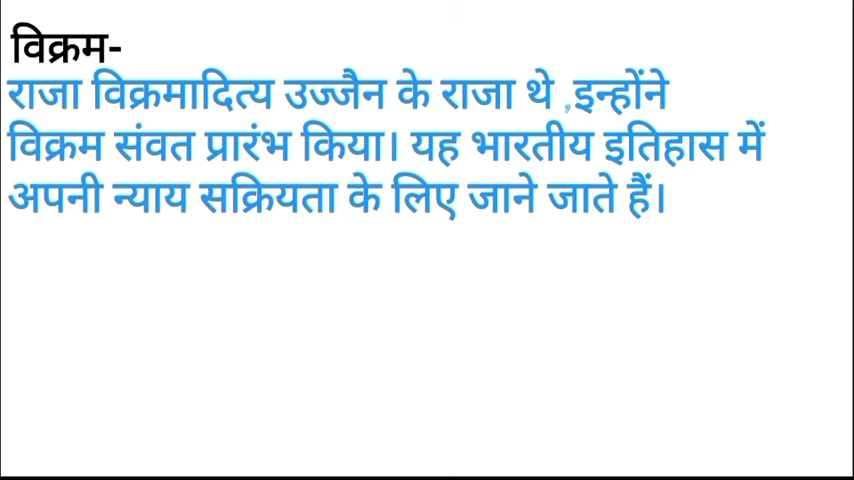 विक्रम-
राजा विक्रमादित्य उज्जैन के राजा थे ,इन्होंने
विक्रम संवत प्रारंभ किया। यह भारतीय इतिहास में
अपनी न्याय सक्रियता के लिए जाने जाते हैं।